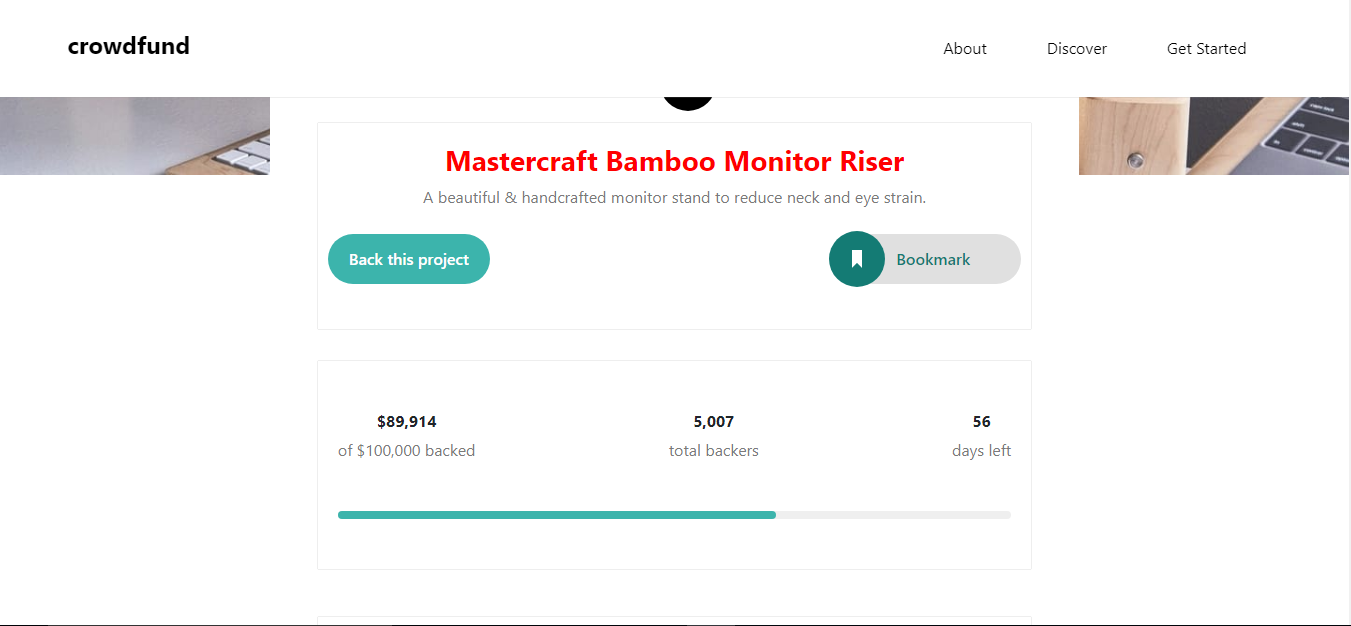 crowdfund
About Discover Get Started
Mastercraft Bamboo Monitor Riser
A beautiful & handcrafted monitor stand to reduce neck and eye strain.
Back this project Bookmark
$89,914 5,007 56
of $100,000 backed total backers days left